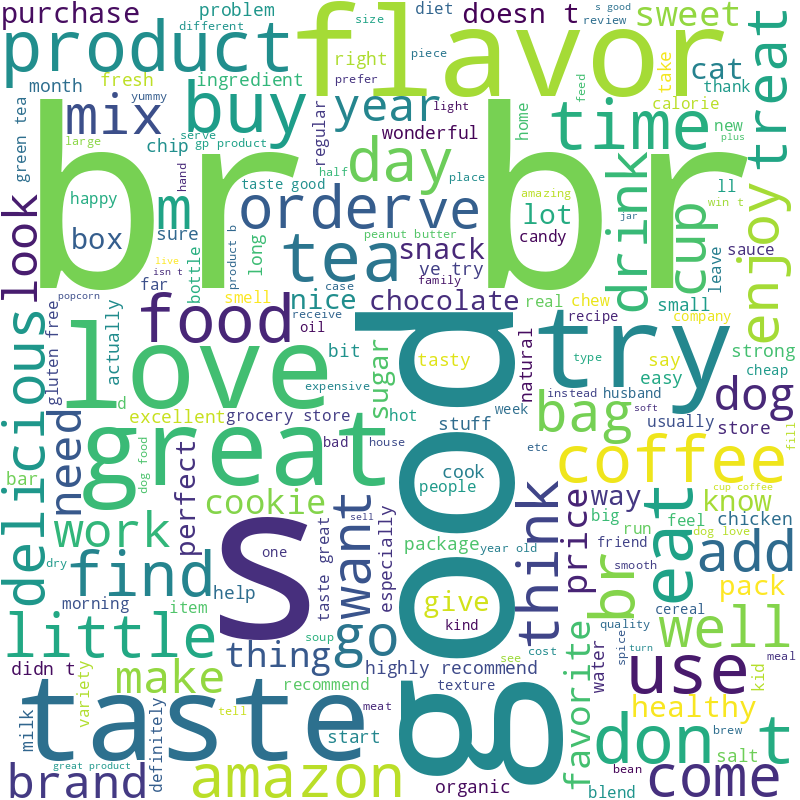 purchase
problem
different
diet
doesn t
s good
review
sweet
product
flavor
size
piece
right
prefer
take
cat
thank
treat
month
yummy
fresh
ingredient
buy
year
regular
light
wonderful
feed
home
calorie
new
plus
green tea
large
mix
chip
serve
gp product
day
half
place
time
br br
hand
taste good
amazing
drink
cup
ll
win t
enjoy
look
happy
m
order
ve
lot
jar
box
sure
product b
long
tea
peanut butter
snack
candy
sauce
leave
live
isn t
bottle
case
family
ye try
far
smell
nice
chocolate
real
chew
small
company
popcorn
actually
food
receive
oil
natural
recipe
try
delicious
gluten free
love
bit
sugar
good
tasty
type
say
easy
strong
cheap
d
expensive
instead
husband
dog
need
excellent
grocery store
hot
week
soft
bag
usually
store
fill
bar
great
bad
house
stuff
etc
coffee
dog food
perfect
s
cook
people
think
price
way
cup coffee
know
work
cookie
want
sell
especially
big
run
feel
chicken
eat
dry
find
one
taste great
package
year old
friend
dog love
add
morning
help
item
give
smooth
br
pack
little
soup
go
kind
favorite
cereal
quality
well
didn t
thing
highly recommend
see
cost
water
spice
turn
meal
make
variety
recommend
texture
use
kid
milk
taste
tell
meat
healthy
definitely
start
don t
brew
great product
brand
amazon
organic
blend
bean
salt
come